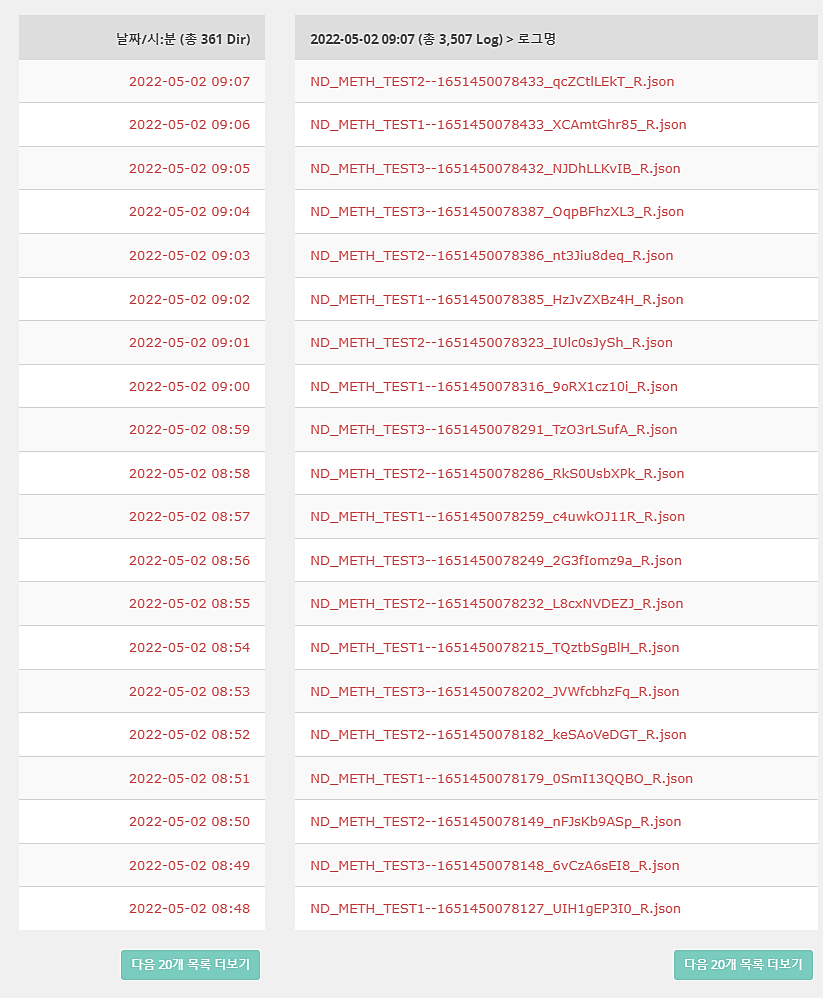 날짜/시:분 (총 361 Dir)
2022-05-02 09:07
2022-05-02 09:06
2022-05-02 09:05
2022-05-02 09:04
2022-05-02 09:03
2022-05-02 09:02
2022-05-02 09:01
2022-05-02 09:00
2022-05-02 08:59
2022-05-02 08:58
2022-05-02 08:57
2022-05-02 08:56
2022-05-02 08:55
2022-05-02 08:54
2022-05-02 08:53
2022-05-02 08:52
2022-05-02 08:51
2022-05-02 08:50
2022-05-02 08:49
2022-05-02 08:48
다음 20개 목록 더보기
2022-05-02 09:07 (총 3,507 Log) > 로그명
ND_METH_TEST2--1651450078433_qcZCtlLEkT_R.json
ND_METH_TEST1--1651450078433_XCAmtGhr85_R.json
ND_METH_TEST3--1651450078432_NJDhLLKvIB_R.json
ND_METH_TEST3--1651450078387_OqpBFhzXL3_R.json
ND_METH_TEST2--1651450078386_nt3Jiu8deq_R.json
ND_METH_TEST1--1651450078385_HzJvZXBz4H_R.json
ND_METH_TEST2--1651450078323_IUlc0sJySh_R.json
ND_METH_TEST1--1651450078316_9oRX1cz10i_R.json
ND_METH_TEST3--1651450078291_TzO3rLSufA_R.json
ND_METH_TEST2--1651450078286_RkS0UsbXPk_R.json
ND_METH_TEST1--1651450078259_c4uwkOJ11R_R.json
ND_METH_TEST3--1651450078249_2G3fIomz9a_R.json
ND_METH_TEST2--1651450078232_L8cxNVDEZJ_R.json
ND_METH_TEST1--1651450078215_TQztbSgBlH_R.json
ND_METH_TEST3--1651450078202_JVWfcbhzFq_R.json
ND_METH_TEST2--1651450078182_keSAoVeDGT_R.json
ND_METH_TEST1--1651450078179_0SmI13QQBO_R.json
ND_METH_TEST2--1651450078149_nFJsKb9ASp_R.json
ND_METH_TEST3--1651450078148_6vCzA6sEI8_R.json
ND_METH_TEST1--1651450078127_UIH1gEP3I0_R.json
다음 20개 목록 더보기